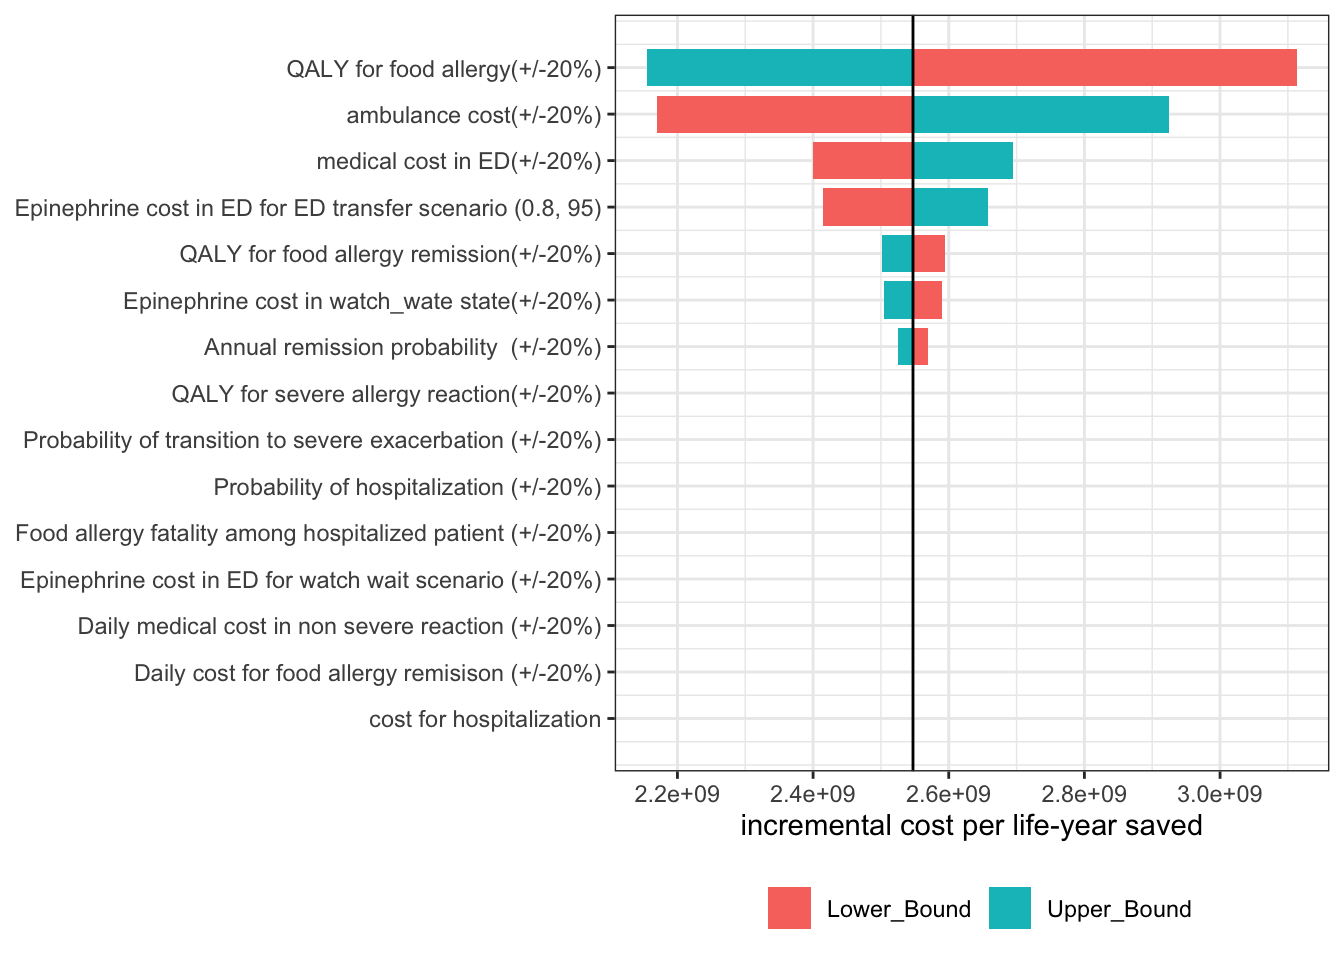 QALY for food allergy(+/-20%)
ambulance cost(+/-20%)
medical cost in ED(+/-20%)
Epinephrine cost in ED for ED transfer scenario (0.8, 95)
QALY for food allergy remission(+/-20%)
Epinephrine cost in watch_wate state(+/-20%)
Annual remission probability  (+/-20%)
QALY for severe allergy reaction(+/-20%)
Probability of transition to severe exacerbation (+/-20%)
Probability of hospitalization (+/-20%)
Food allergy fatality among hospitalized patient (+/-20%)
Epinephrine cost in ED for watch wait scenario (+/-20%)
Daily medical cost in non severe reaction (+/-20%)
Daily cost for food allergy remisison (+/-20%)
cost for hospitalization
2.2e+09 2.4e+09 2.6e+09 2.8e+09 3.0e+09
incremental cost per life-year saved
Lower_Bound Upper_Bound